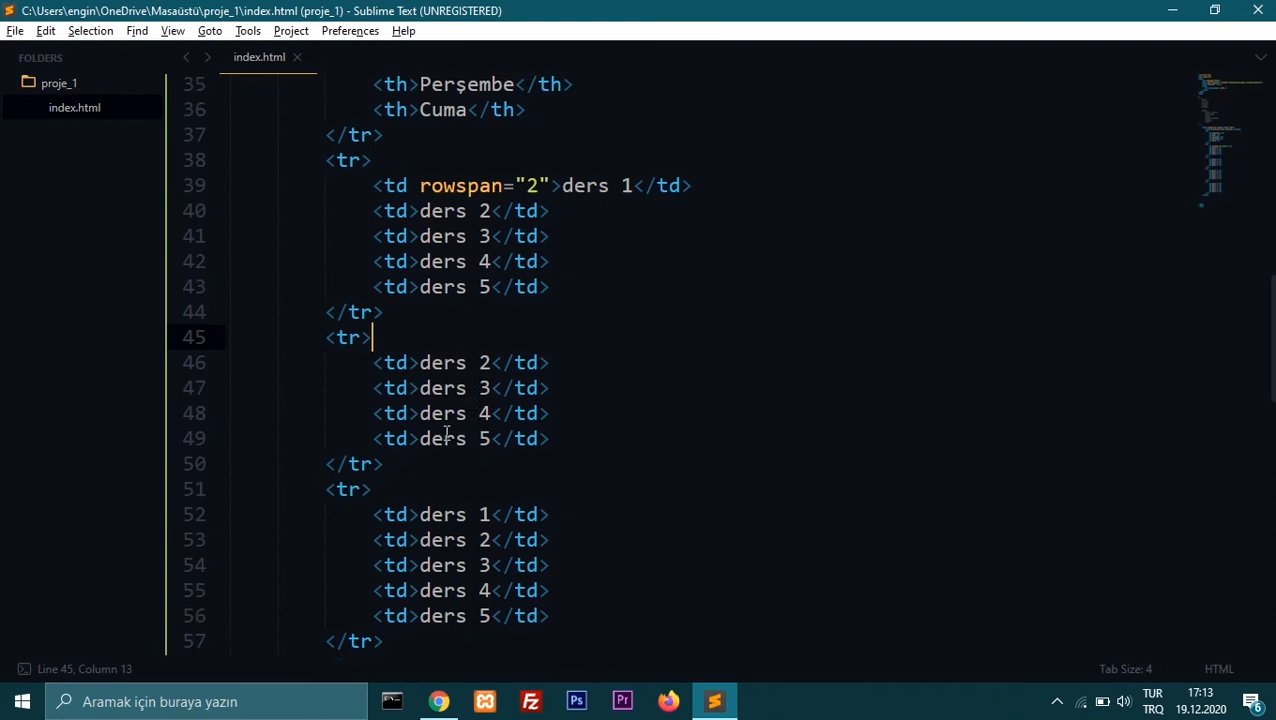 C:\Users\engin\OneDrive\Masaüstü\proje_1\index.html (proje_1) - Sublime Text (UNREGISTERED)
File Edit Selection Find View Goto Tools Project Preferences Help
FOLDERS
proje_1
index.html
index.html
35 <th>Perşembe</th>
36 <th>Cuma</th>
37 </tr>
38 <tr>
39 <td rowspan="2">ders 1</td>
40 <td>ders 2</td>
41 <td>ders 3</td>
42 <td>ders 4</td>
43 <td>ders 5</td>
44 </tr>
45 <tr>
46 <td>ders 2</td>
47 <td>ders 3</td>
48 <td>ders 4</td>
49 <td>ders 5</td>
50 </tr>
51 <tr>
52 <td>ders 1</td>
53 <td>ders 2</td>
54 <td>ders 3</td>
55 <td>ders 4</td>
56 <td>ders 5</td>
57 </tr>
Line 45, Column 13 Tab Size: 4 HTML
Aramak için buraya yazın
Ps
Pr
TUR
TRQ
17:13
19.12.2020
6